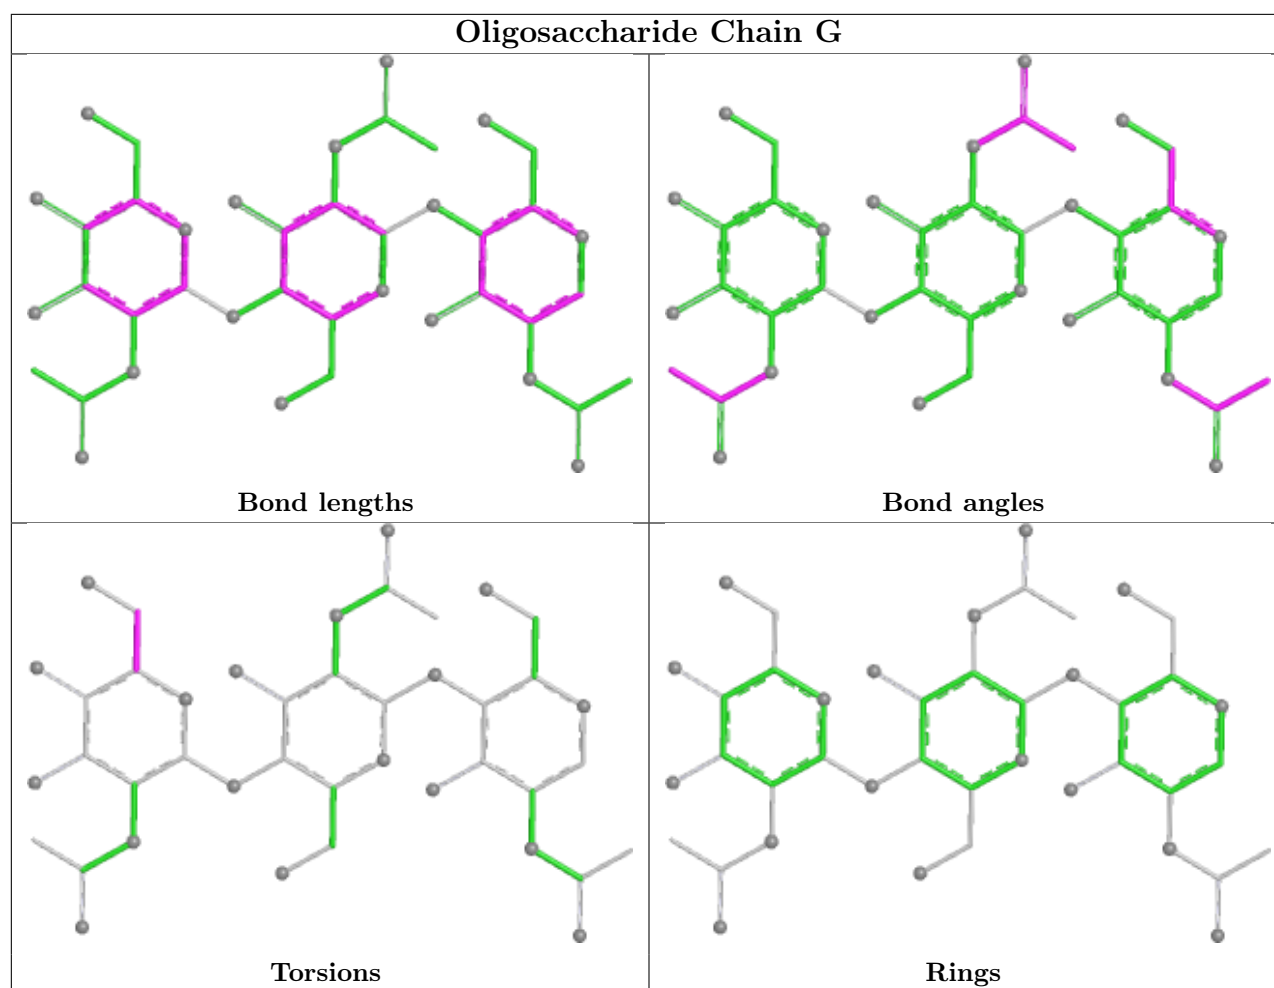 Oligosaccharide Chain G
Bond lengths
Bond angles
Torsions
Rings